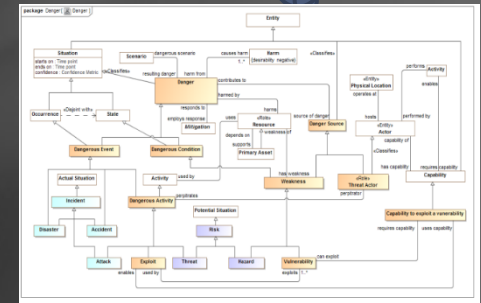 package: Danger [ Danger ]
Entity
Situation
starts on : Time point
ends on : Time point
confidence : Confidence Metric
Scenario
dangerous scenario
causes harm
1..*
Harm
(desirability negative)
«Classifies»
performs
Activity
«Classifies»
resulting danger
harm from
Danger
contributes to
harmed by
«Entity»
Physical Location
operates at
enables
Occurrence
«Disjoint with»
State
responds to
employs response
Mitigation
uses
harms
«Role»
Resource
depends on
weakness of
supports
Primary Asset
source of danger
Danger Source
hosts
«Entity»
Actor
performed by
capability of
«Classifies»
Dangerous Event
Dangerous Condition
has capability
requires capability
Capability
Actual Situation
Activity
used by
has weakness
Weakness
«Role»
Threat Actor
perpetrator
Incident
Dangerous Activity
perpetrates
Potential Situation
Capability to exploit a vulnerability
Disaster
Accident
Risk
requires capability
uses capability
Attack
Exploit
Threat
Hazard
Vulnerability
can exploit
enables
used by
exploits
1..*